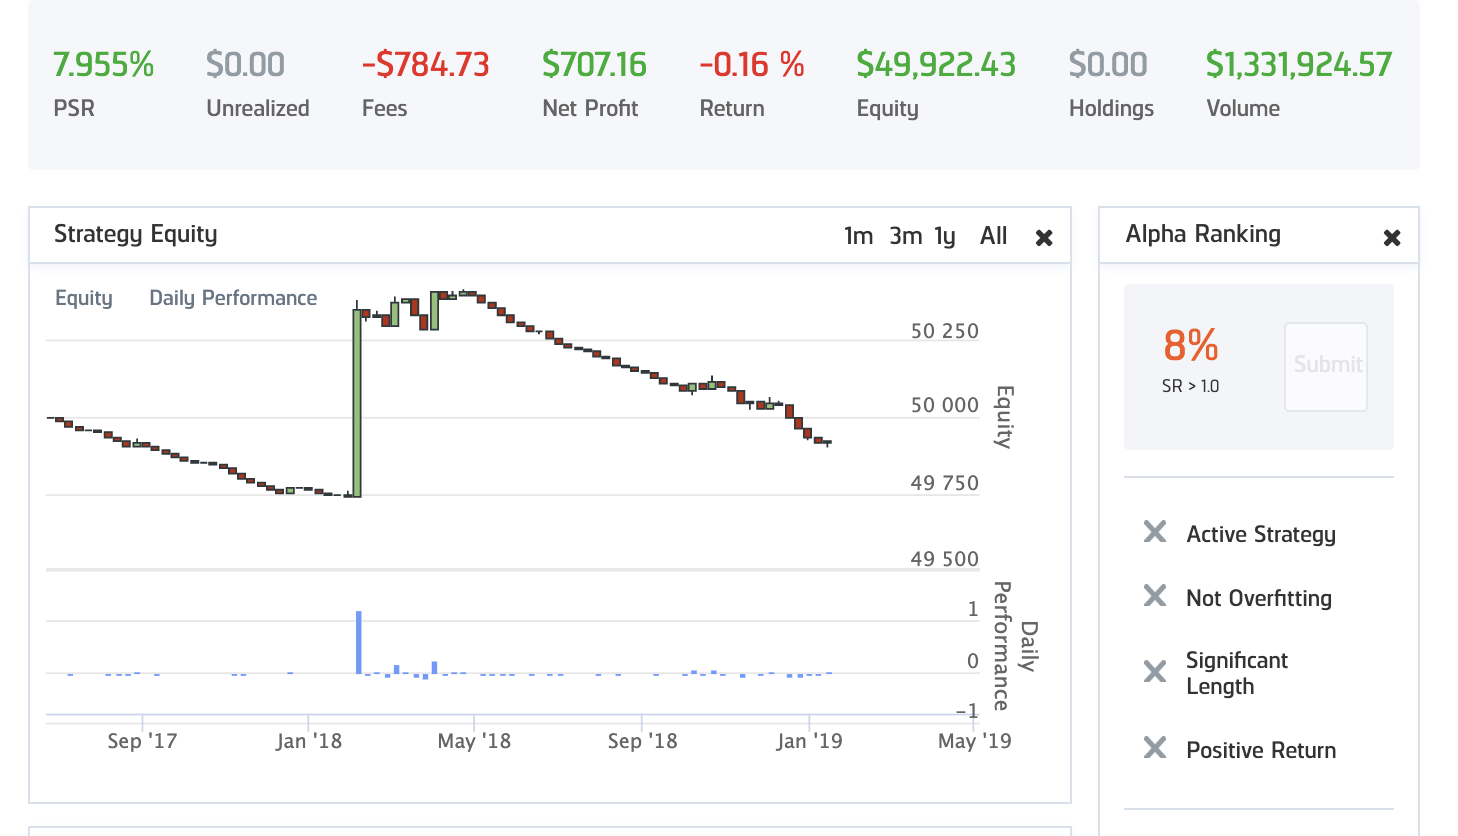 7.955% $0.00 -$784.73 $707.16 -0.16 % $49,922.43 $0.00 $1,331,924.57
PSR Unrealized Fees Net Profit Return Equity Holdings Volume
Strategy Equity 1m 3m 1y All
Equity Daily Performance
50 250
50 000
49 750
49 500
Equity
1
0
-1
Daily
Performance
Sep '17 Jan '18 May '18 Sep '18 Jan '19 May '19
Alpha Ranking
8%
SR > 1.0
Submit
Active Strategy
Not Overfitting
Significant
Length
Positive Return